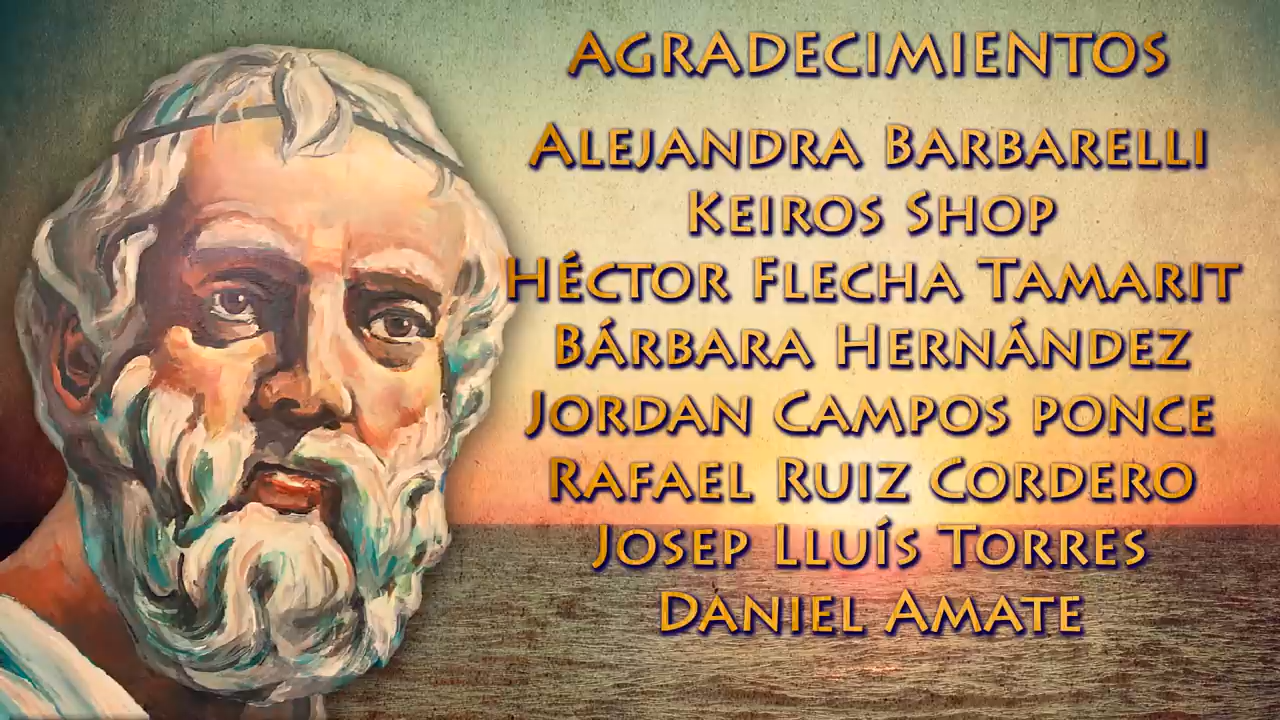 AGRADECIMIENTOS
ALEJANDRA BARBARELLI
KEIROS SHOP
HÉCTOR FLECHA TAMARIT
BÁRBARA HERNÁNDEZ
JORDAN CAMPOS PONCE
RAFAEL RUIZ CORDERO
JOSEP LLUÍS TORRES
DANIEL AMATE